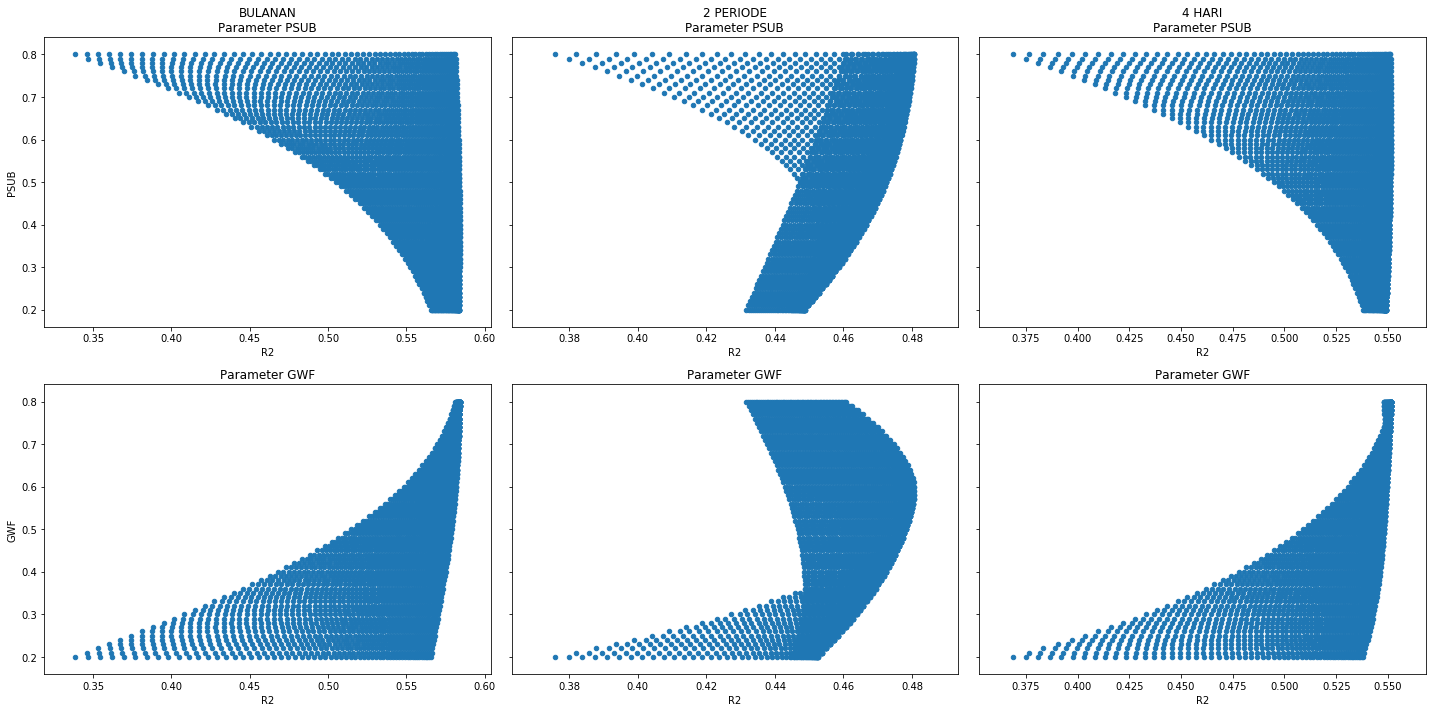 BULANAN
Parameter PSUB
2 PERIODE
Parameter PSUB
4 HARI
Parameter PSUB
0.8
0.7
0.6
0.5
0.4
0.3
0.2
PSUB
0.35 0.40 0.45 0.50 0.55 0.60
R2
0.38 0.40 0.42 0.44 0.46 0.48
R2
0.375 0.400 0.425 0.450 0.475 0.500 0.525 0.550
R2
Parameter GWF
Parameter GWF
Parameter GWF
0.8
0.7
0.6
0.5
0.4
0.3
0.2
GWF
0.35 0.40 0.45 0.50 0.55 0.60
R2
0.38 0.40 0.42 0.44 0.46 0.48
R2
0.375 0.400 0.425 0.450 0.475 0.500 0.525 0.550
R2